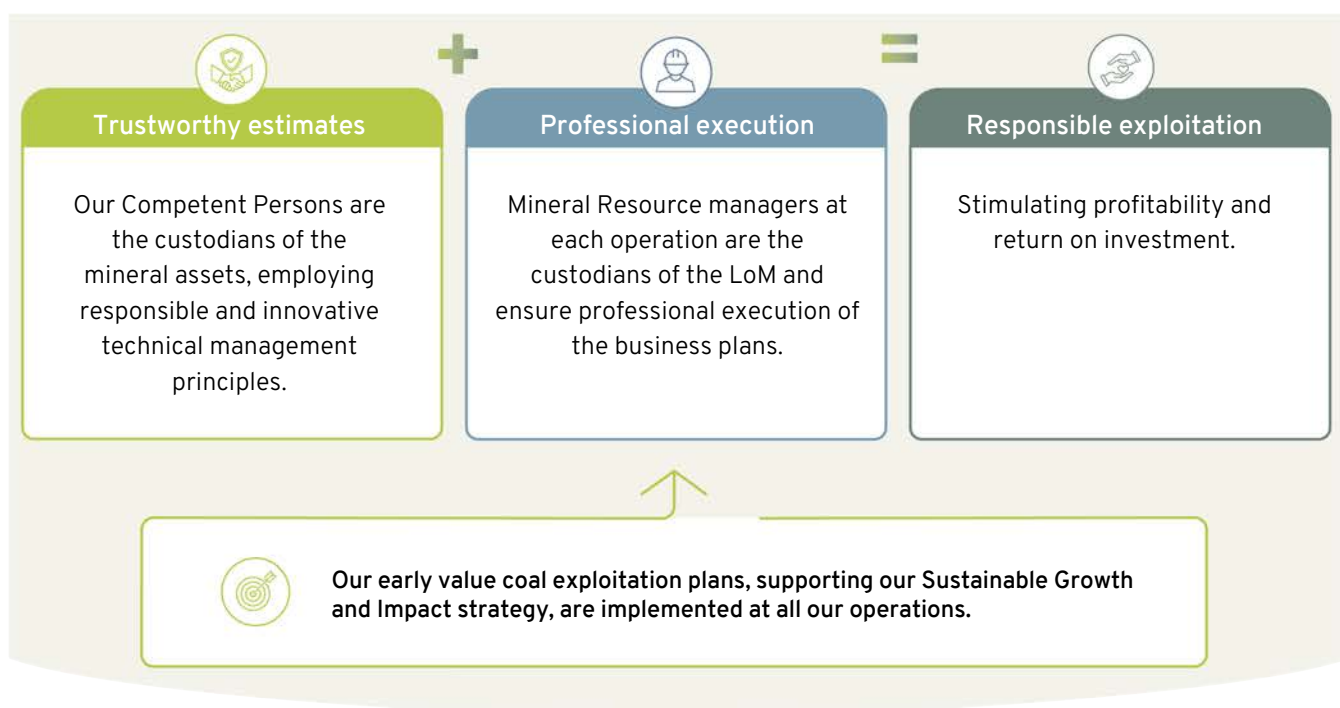 Trustworthy estimates
Our Competent Persons are
the custodians of the
mineral assets, employing
responsible and innovative
technical management
principles.
+
Professional execution
Mineral Resource managers at
each operation are the
custodians of the LoM and
ensure professional execution of
the business plans.
=
Responsible exploitation
Stimulating profitability and
return on investment.
Our early value coal exploitation plans, supporting our Sustainable Growth
and Impact strategy, are implemented at all our operations.